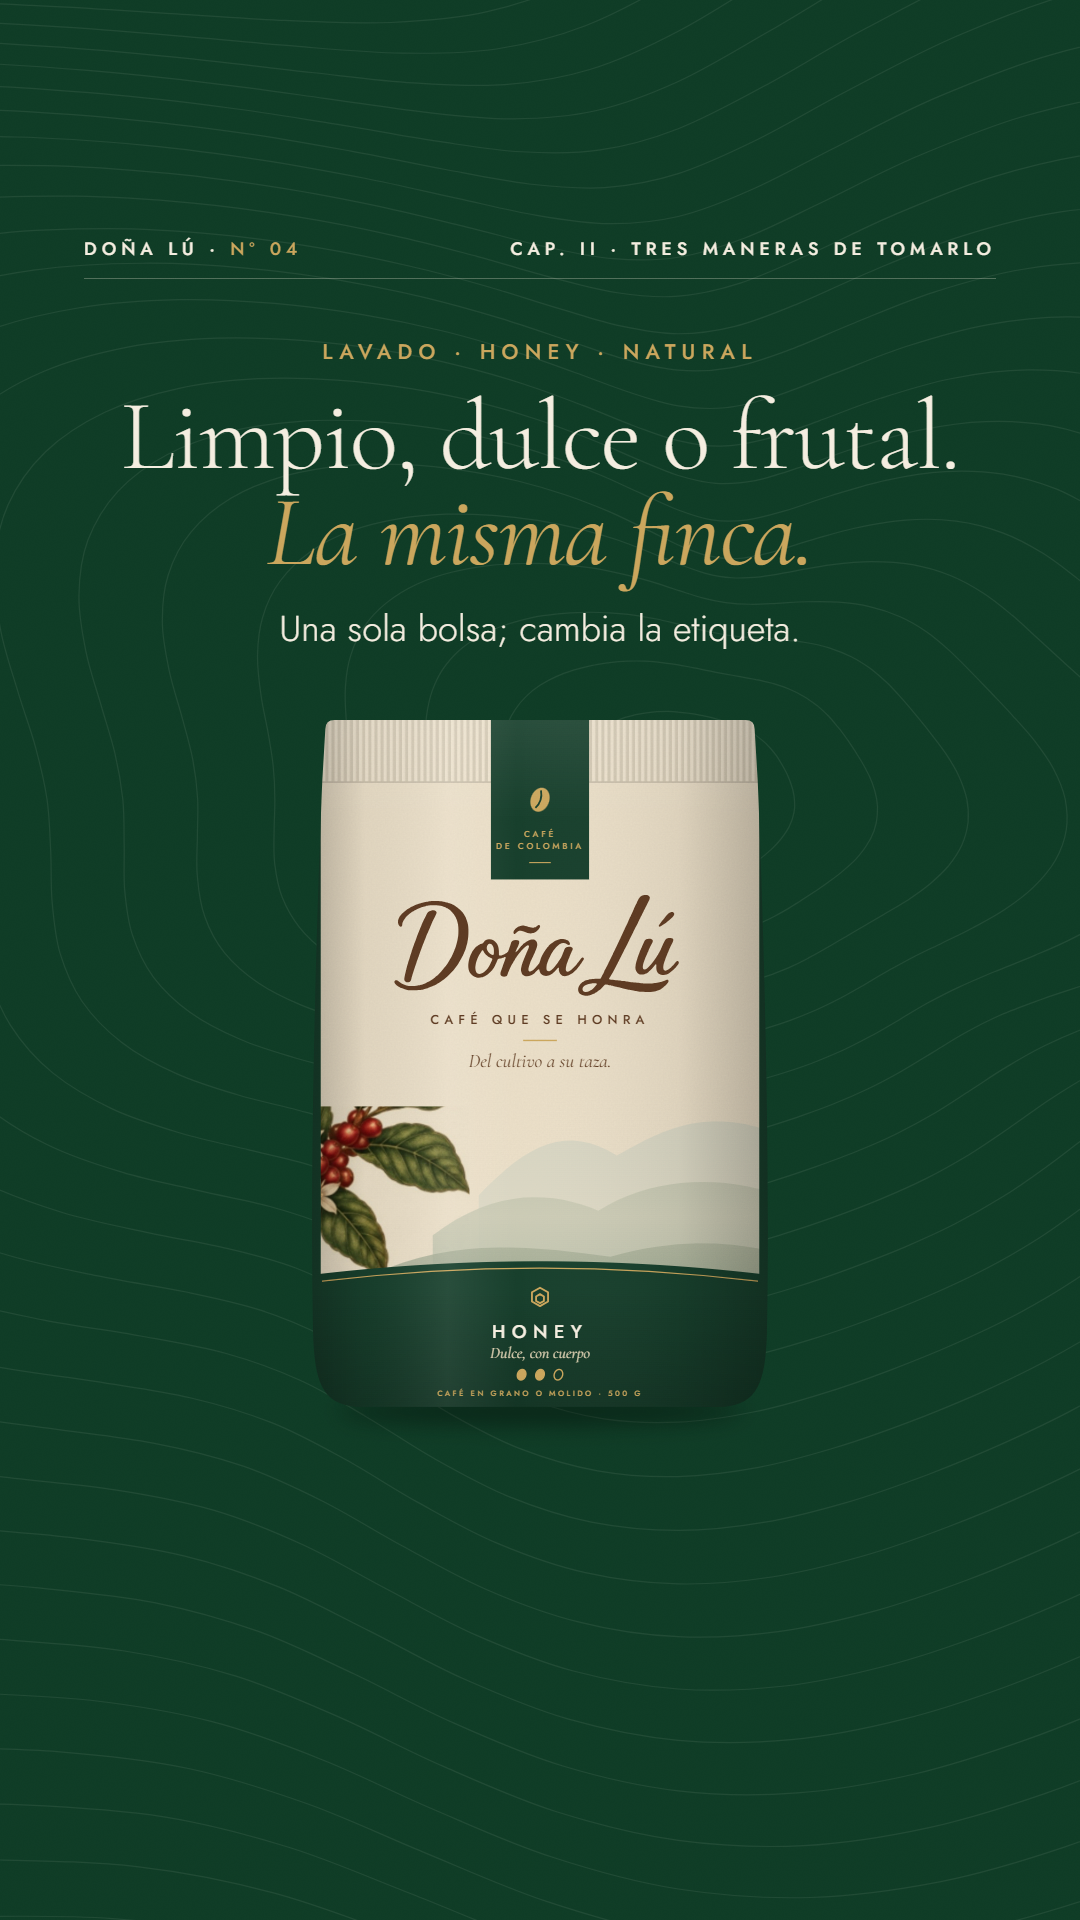 DOÑA LÚ · N° 04
CAP. II · TRES MANERAS DE TOMARLO
LAVADO · HONEY · NATURAL
Limpio, dulce o frutal.
La misma finca.
Una sola bolsa; cambia la etiqueta.
CAFÉ
DE COLOMBIA
Doña Lú
CAFÉ QUE SE HONRA
Del cultivo a su taza.
HONEY
Dulce, con cuerpo
CAFÉ EN GRANO O MOLIDO · 500 G